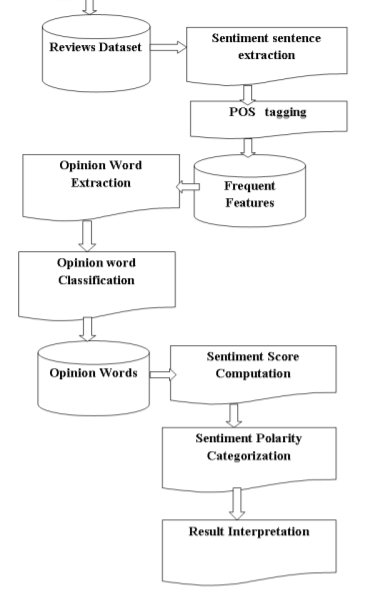 Reviews Dataset
Sentiment sentence
extraction
POS tagging
Frequent
Features
Opinion Word
Extraction
Opinion word
Classification
Opinion Words
Sentiment Score
Computation
Sentiment Polarity
Categorization
Result Interpretation